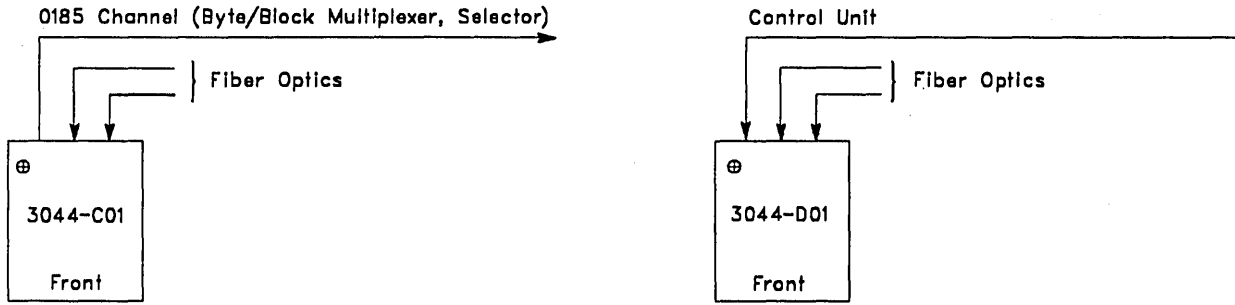 0185 Channel (Byte/Block Multiplexer, Selector)
Fiber Optics
3044-C01
Front
Control Unit
Fiber Optics
3044-D01
Front